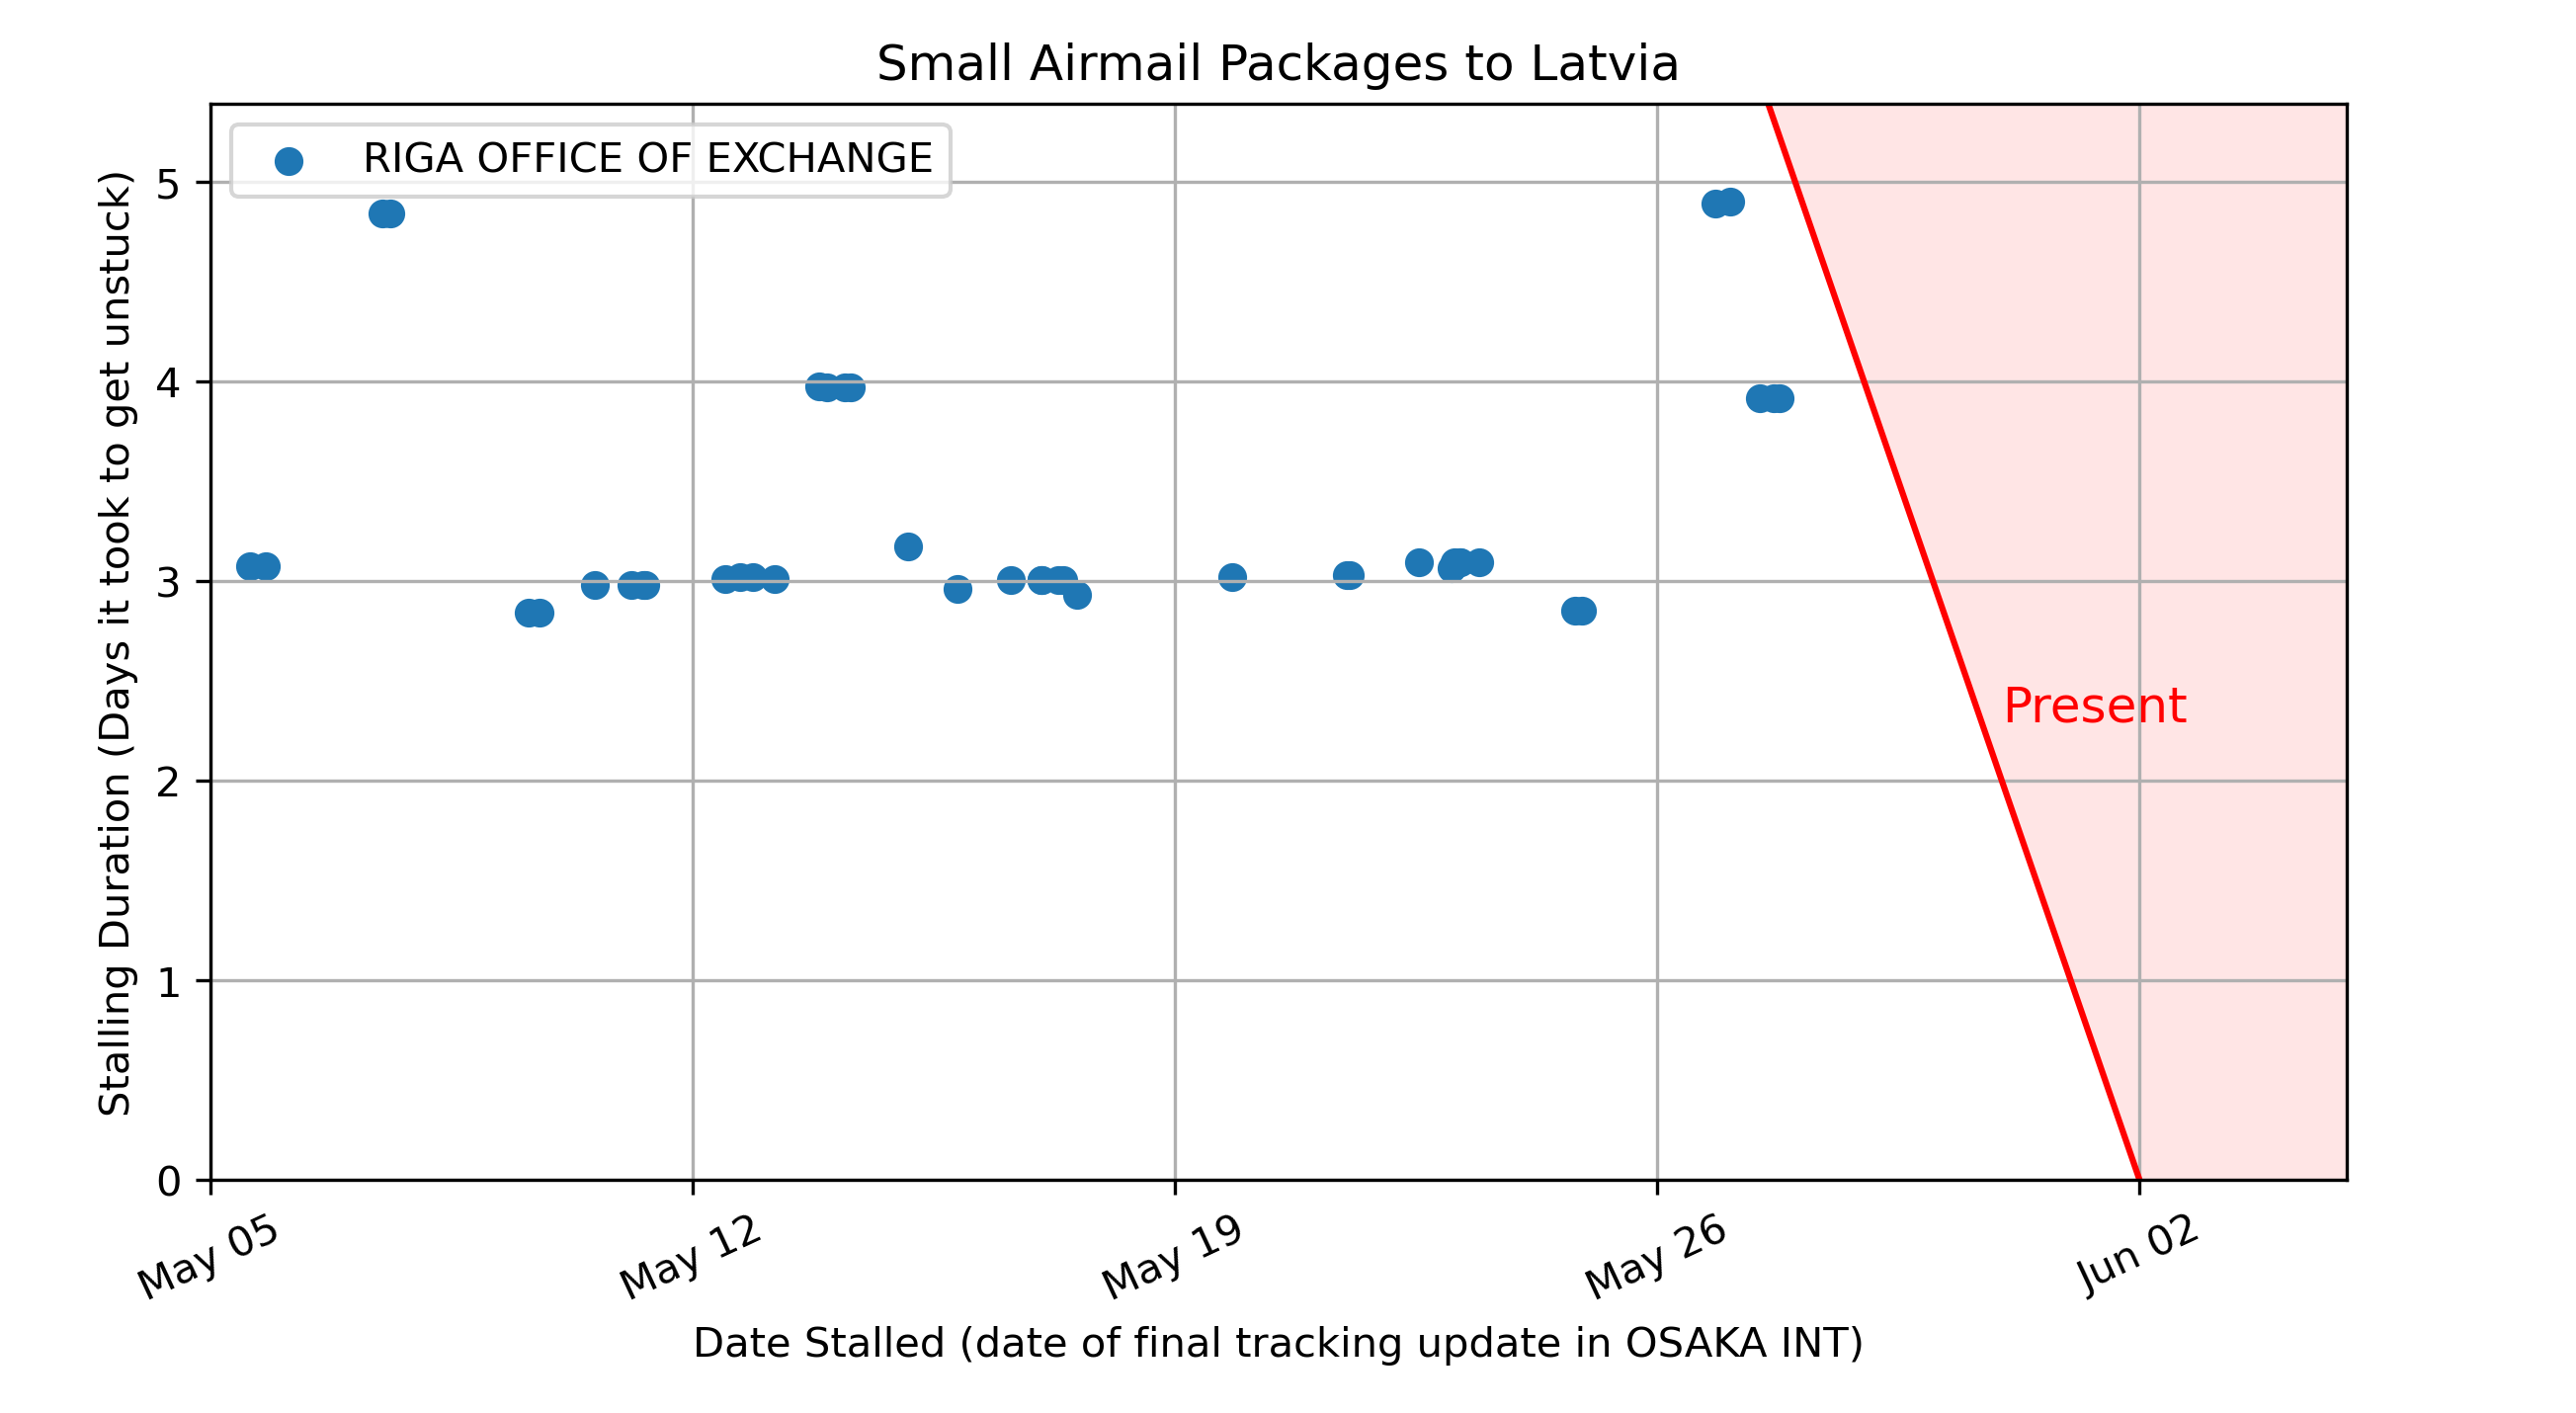 Small Airmail Packages to Latvia
RIGA OFFICE OF EXCHANGE
Stalling Duration (Days it took to get unstuck)
5
4
3
2
1
0
Present
May 05
May 12
May 19
May 26
Jun 02
Date Stalled (date of final tracking update in OSAKA INT)